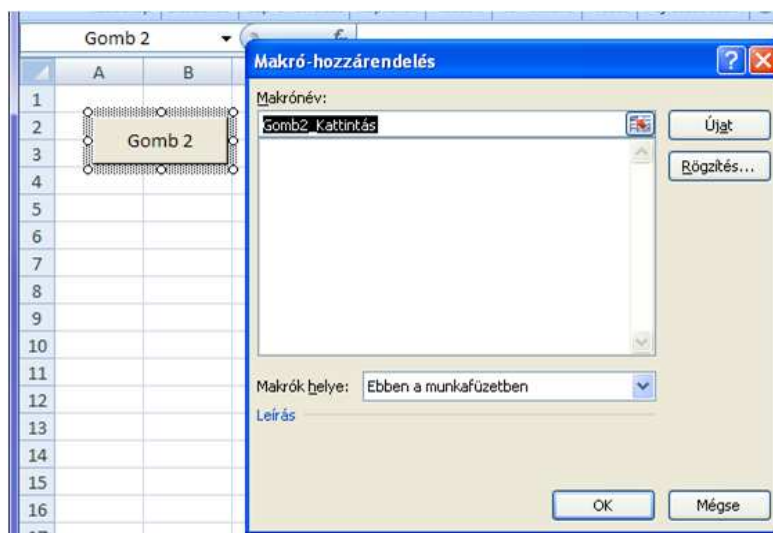 Gomb 2
Makró-hozzárendelés
A B
Makrónév:
Gomb2_Kattintás
Újat
Rögzítés...
1
2
Gomb 2
3
4
5
6
7
8
9
10
11
12
13
14
15
16
Makrók helye: Ebben a munkafüzetben
Leírás
OK Mégse